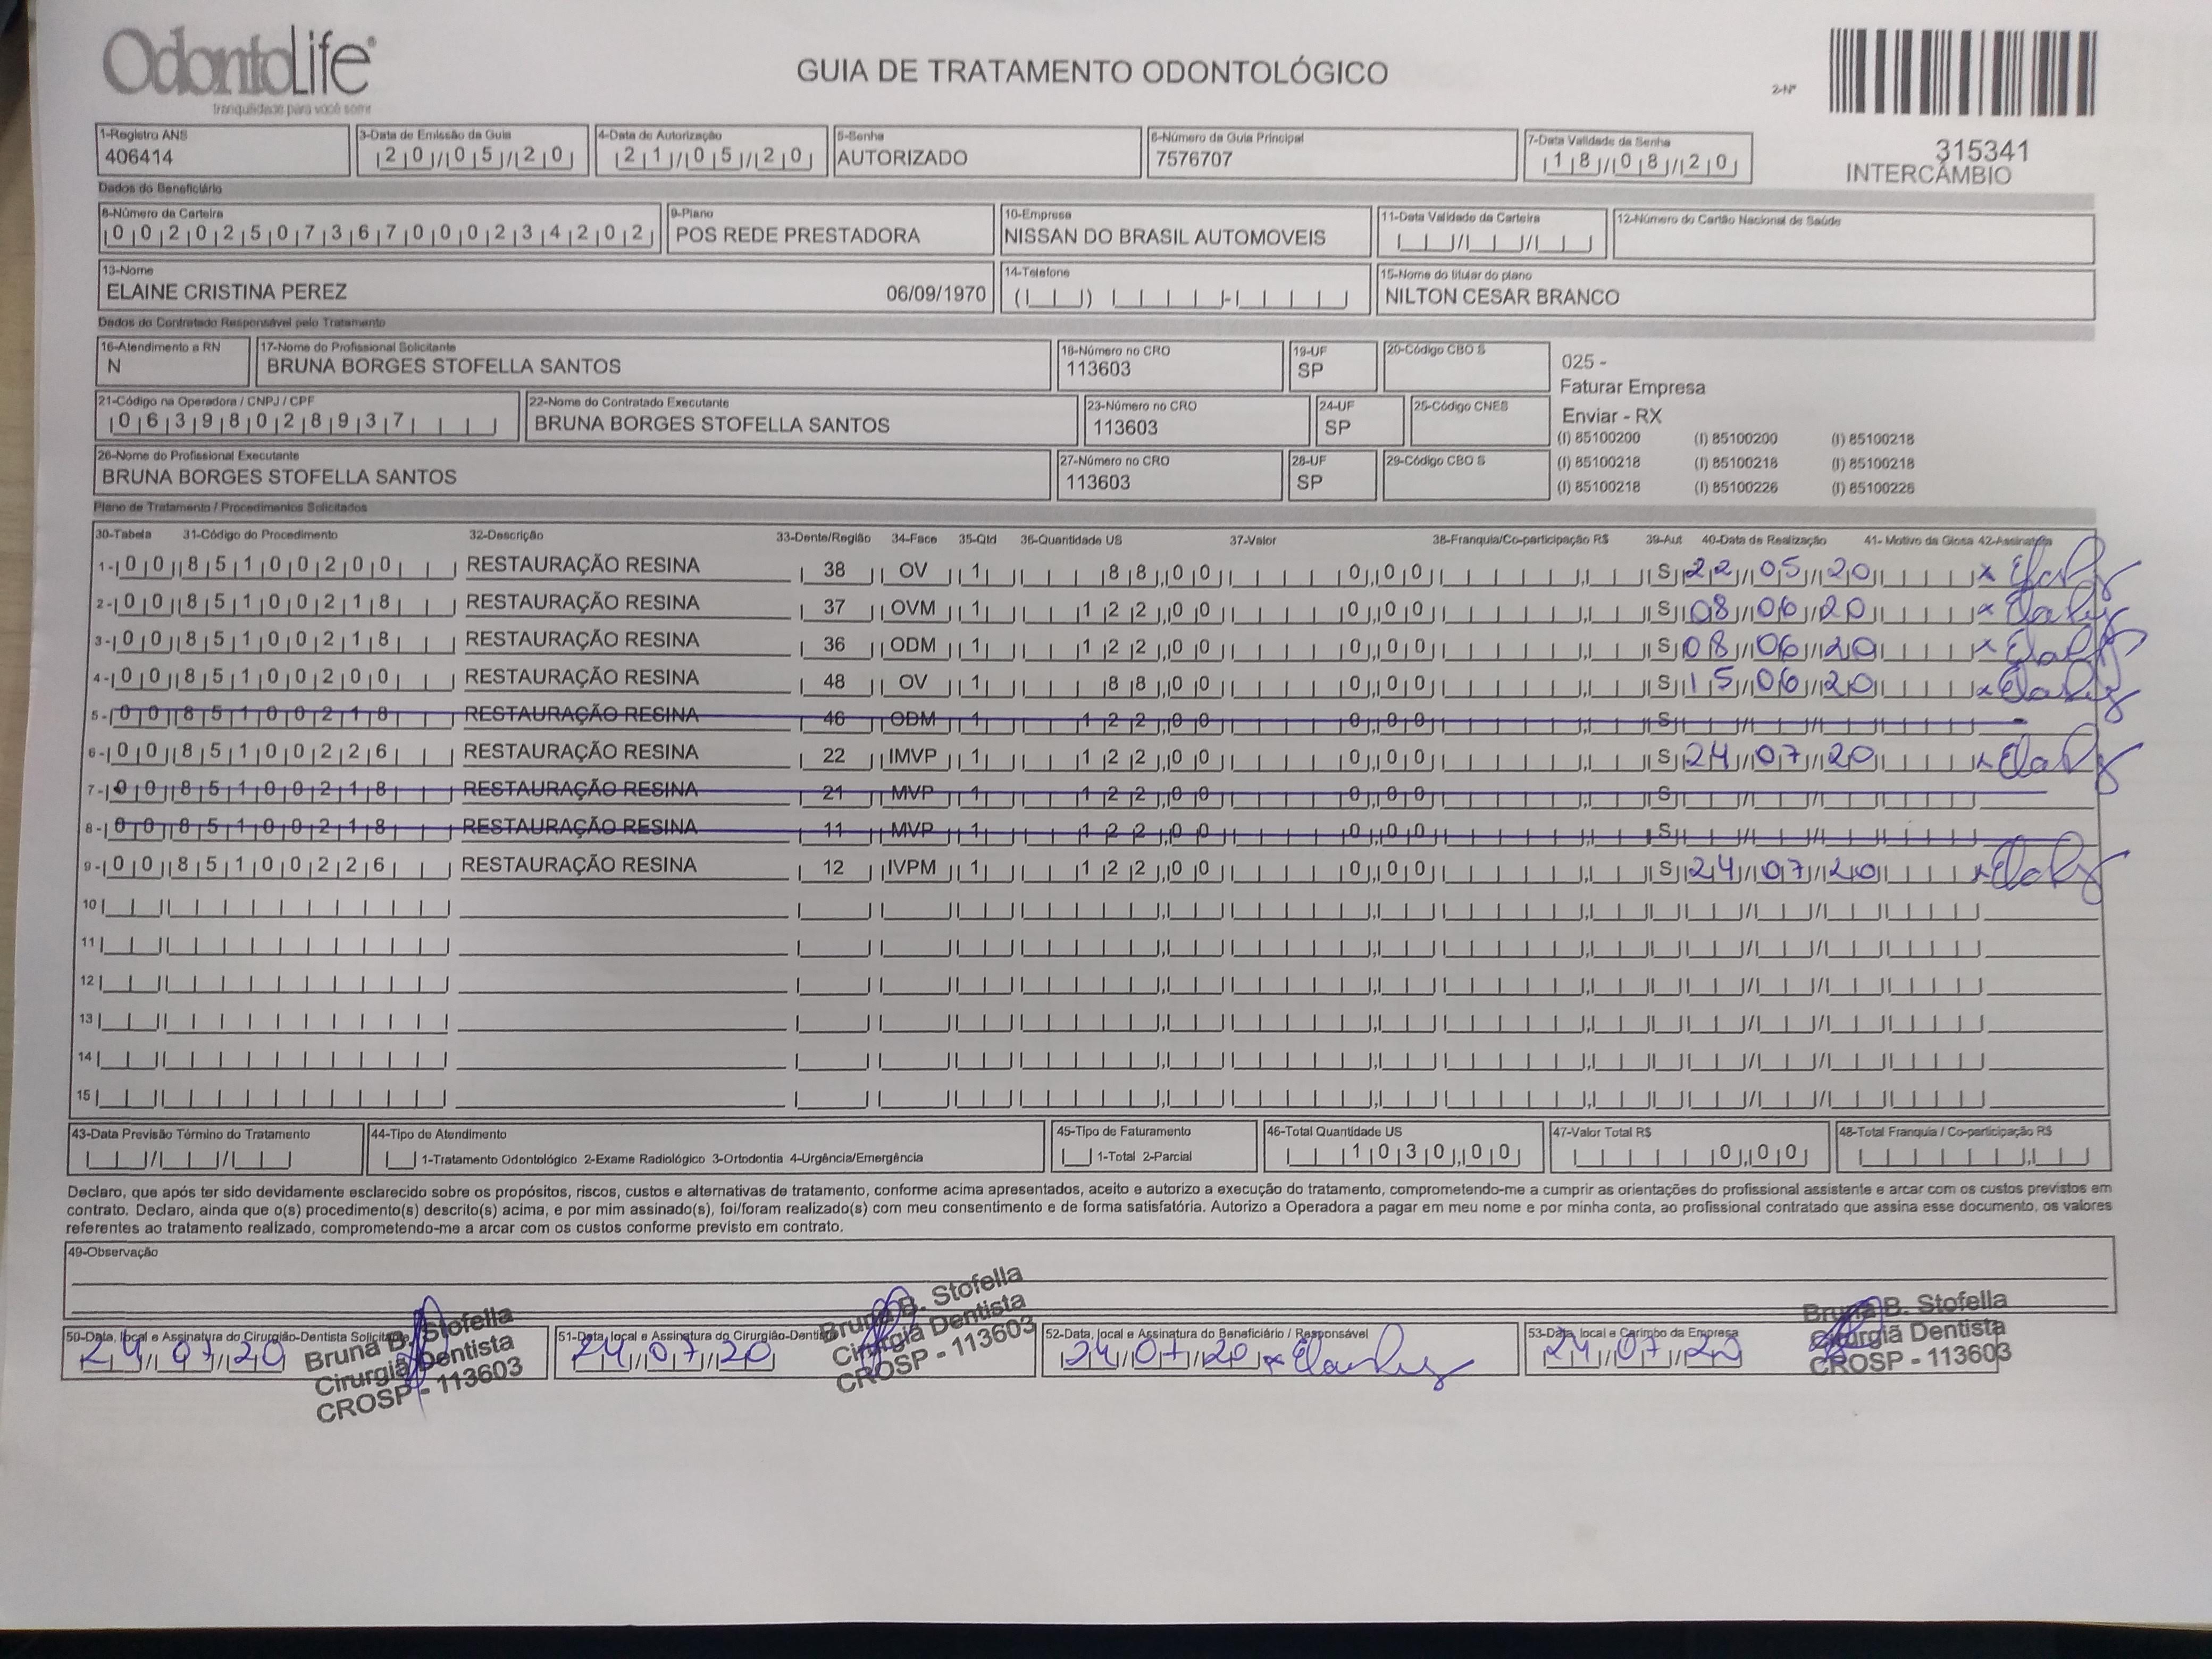 OdontoLife®
tranquilidade para você sorrir
GUIA DE TRATAMENTO ODONTOLÓGICO
2-Nº
315341
INTERCÂMBIO
1-Registro ANS
406414
3-Data de Emissão da Guia
20/05/20
4-Data de Autorização
21/05/20
5-Senha
AUTORIZADO
6-Número da Guia Principal
7576707
7-Data Validade da Senha
18/08/20
Dados do Beneficiário
8-Número da Carteira
00202507367000234202
9-Plano
POS REDE PRESTADORA
10-Empresa
NISSAN DO BRASIL AUTOMOVEIS
11-Data Validade da Carteira
12-Número do Cartão Nacional de Saúde
13-Nome
ELAINE CRISTINA PEREZ 06/09/1970
14-Telefone
15-Nome do titular do plano
NILTON CESAR BRANCO
Dados do Contratado Responsável pelo Tratamento
16-Atendimento a RN
N
17-Nome do Profissional Solicitante
BRUNA BORGES STOFELLA SANTOS
18-Número no CRO
113603
19-UF
SP
20-Código CBO S
025 -
Faturar Empresa
21-Código na Operadora / CNPJ / CPF
06398028937
22-Nome do Contratado Executante
BRUNA BORGES STOFELLA SANTOS
23-Número no CRO
113603
24-UF
SP
25-Código CNES
Enviar - RX
(I) 85100200 (I) 85100200 (I) 85100218
(I) 85100218 (I) 85100218 (I) 85100218
(I) 85100218 (I) 85100226 (I) 85100226
26-Nome do Profissional Executante
BRUNA BORGES STOFELLA SANTOS
27-Número no CRO
113603
28-UF
SP
29-Código CBO S
Plano de Tratamento / Procedimentos Solicitados
30-Tabela 31-Código do Procedimento 32-Descrição 33-Dente/Região 34-Face 35-Qtd 36-Quantidade US 37-Valor 38-Franquia/Co-participação R$ 39-Aut 40-Data de Realização 41- Motivo da Glosa 42-Assinatura
1- 00 85100200 RESTAURAÇÃO RESINA 38 OV 1 88,00 0,00 S 22/05/20 x
2- 00 85100218 RESTAURAÇÃO RESINA 37 OVM 1 122,00 0,00 S 08/06/20 x
3- 00 85100218 RESTAURAÇÃO RESINA 36 ODM 1 122,00 0,00 S 08/06/20 x
4- 00 85100200 RESTAURAÇÃO RESINA 48 OV 1 88,00 0,00 S 15/06/20 x
5- 00 85100218 RESTAURAÇÃO RESINA 46 ODM 1 122,00 0,00 S
6- 00 85100226 RESTAURAÇÃO RESINA 22 IMVP 1 122,00 0,00 S 24/07/20 x
7- 00 85100218 RESTAURAÇÃO RESINA 21 MVP 1 122,00 0,00 S
8- 00 85100218 RESTAURAÇÃO RESINA 11 MVP 1 122,00 0,00 S
9- 00 85100226 RESTAURAÇÃO RESINA 12 IVPM 1 122,00 0,00 S 24/07/20 x
10
11
12
13
14
15
43-Data Previsão Término do Tratamento
44-Tipo de Atendimento
1-Tratamento Odontológico 2-Exame Radiológico 3-Ortodontia 4-Urgência/Emergência
45-Tipo de Faturamento
1-Total 2-Parcial
46-Total Quantidade US
1030,00
47-Valor Total R$
0,00
48-Total Franquia / Co-participação R$
Declaro, que após ter sido devidamente esclarecido sobre os propósitos, riscos, custos e alternativas de tratamento, conforme acima apresentados, aceito e autorizo a execução do tratamento, comprometendo-me a cumprir as orientações do profissional assistente e arcar com os custos previstos em
contrato. Declaro, ainda que o(s) procedimento(s) descrito(s) acima, e por mim assinado(s), foi/foram realizado(s) com meu consentimento e de forma satisfatória. Autorizo a Operadora a pagar em meu nome e por minha conta, ao profissional contratado que assina esse documento, os valores
referentes ao tratamento realizado, comprometendo-me a arcar com os custos conforme previsto em contrato.
49-Observação
50-Data, local e Assinatura do Cirurgião-Dentista Solicitante
24/07/20
Bruna B. Stofella
Cirurgiã Dentista
CROSP - 113603
51-Data, local e Assinatura do Cirurgião-Dentista
24/07/20
Bruna B. Stofella
Cirurgiã Dentista
CROSP - 113603
52-Data, local e Assinatura do Beneficiário / Responsável
24/07/20 x
53-Data, local e Carimbo da Empresa
24/07/20
Bruna B. Stofella
Cirurgiã Dentista
CROSP - 113603